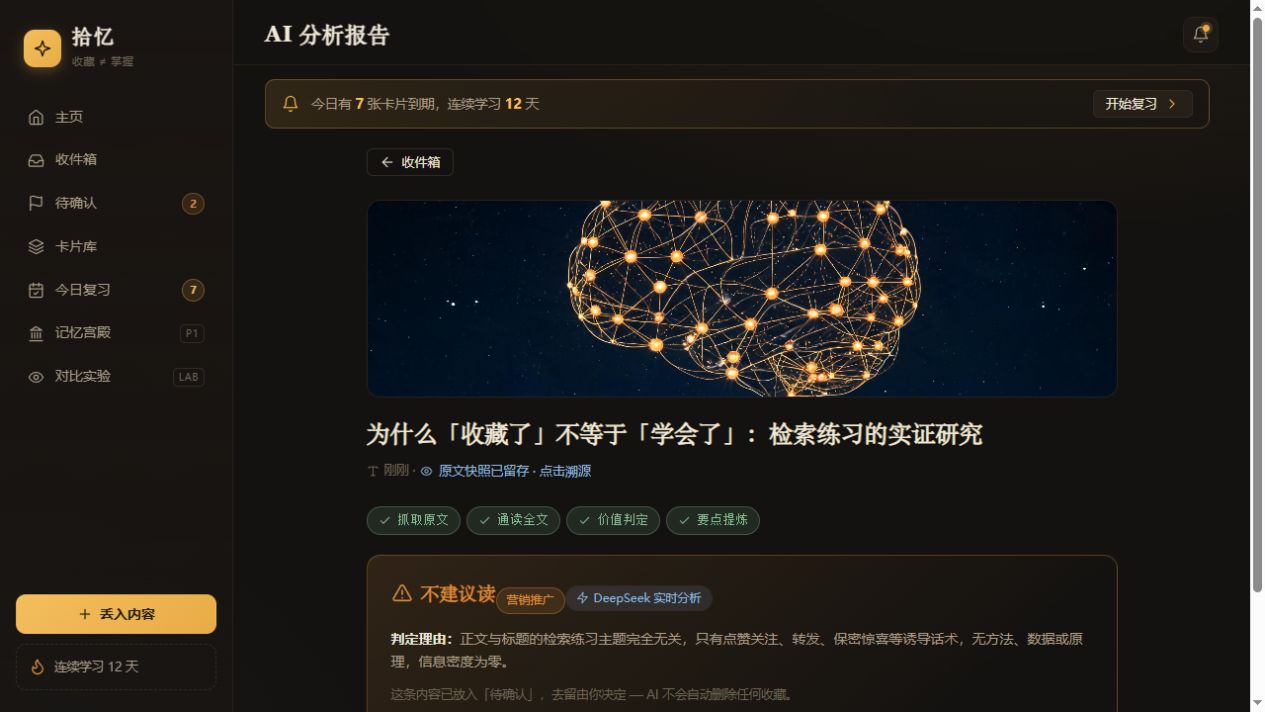 拾忆
收藏 ≠ 掌握
主页
收件箱
待确认 2
卡片库
今日复习 7
记忆宫殿 P1
对比实验 LAB
+ 丢入内容
连续学习 12 天
AI 分析报告
今日有 7 张卡片到期，连续学习 12 天
开始复习
收件箱
为什么「收藏了」不等于「学会了」：检索练习的实证研究
刚刚 · 原文快照已留存 · 点击溯源
抓取原文 通读全文 价值判定 要点提炼
不建议读 营销推广 DeepSeek 实时分析
判定理由：正文与标题的检索练习主题完全无关，只有点赞关注、转发、保密惊喜等诱导话术，无方法、数据或原
理，信息密度为零。
这条内容已放入「待确认」，去留由你决定 — AI 不会自动删除任何收藏。